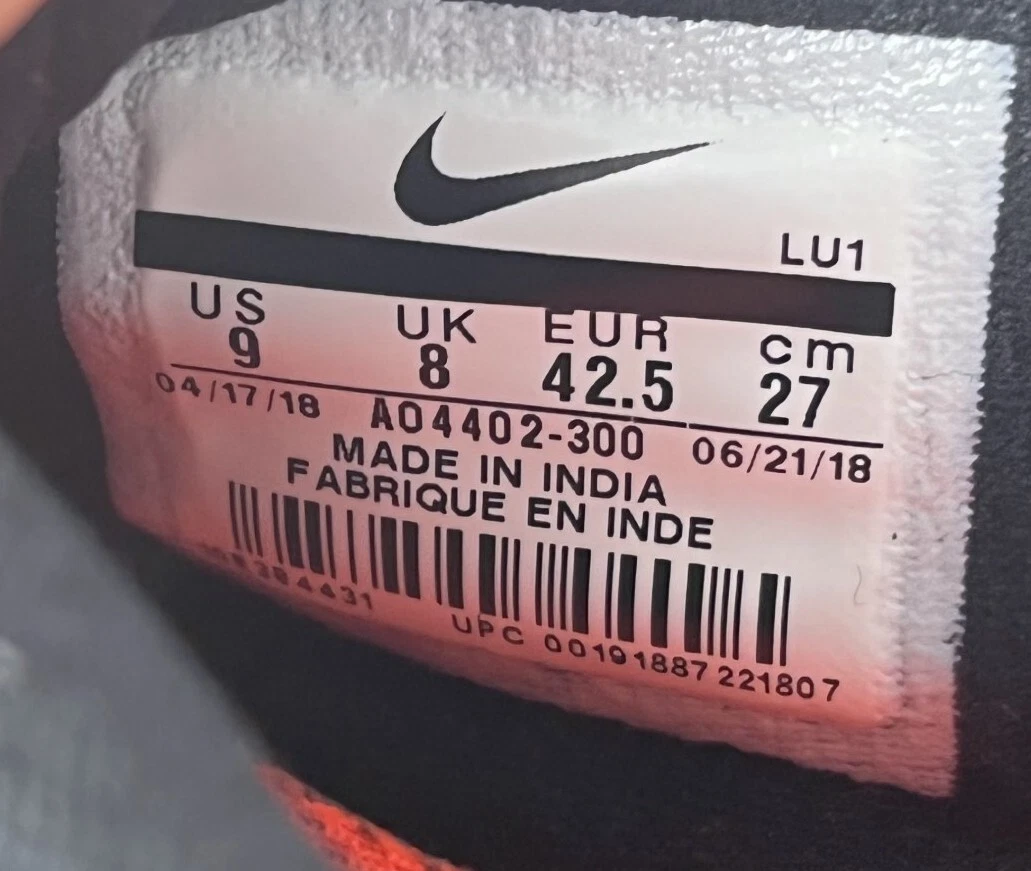 LU1
US UK EUR cm
9 8 42.5 27
04/17/18 AO4402-300 06/21/18
MADE IN INDIA
FABRIQUE EN INDE
UPC 00191887221807